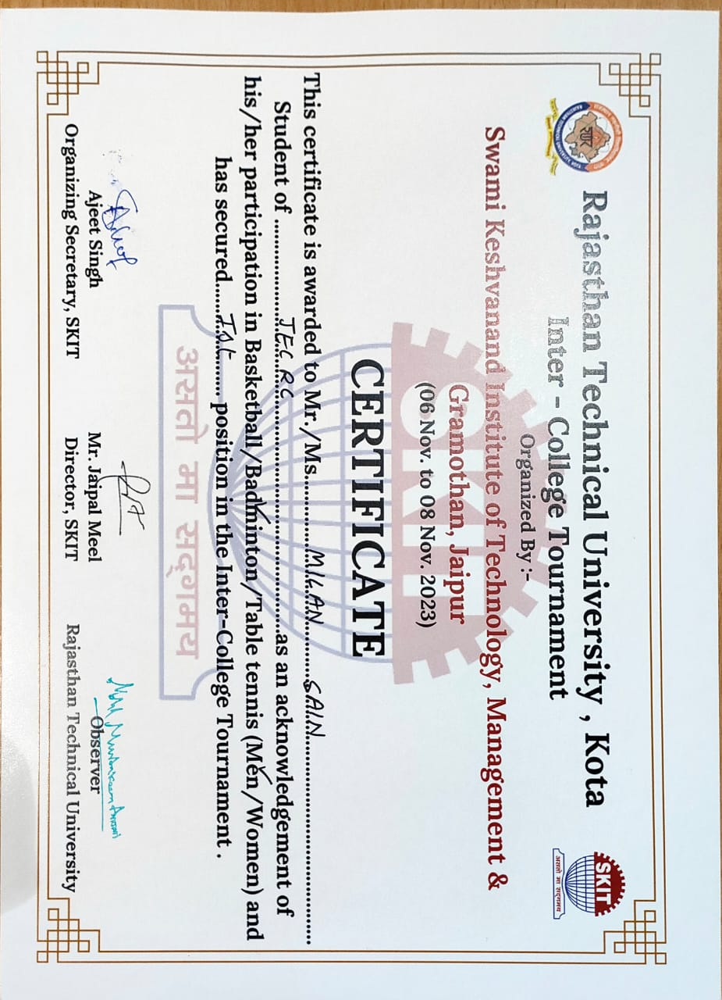 Rajasthan Technical University , Kota
Inter - College Tournament
Organized By:-
Swami Keshvanand Institute of Technology, Management &
Gramothan, Jaipur
(06 Nov. to 08 Nov. 2023)
CERTIFICATE
This certificate is awarded to Mr./Ms. MILAN SAIN
Student of JECRC as an acknowledgement of
his/her participation in Basketball/Badminton/Table tennis (Men/Women) and
has secured 1st position in the Inter-College Tournament .
असतो मा सद्गमय
Ajeet Singh
Organizing Secretary, SKIT
Mr. Jaipal Meel
Director, SKIT
Observer
Rajasthan Technical University
SKIT
असतो मा सद्गमय
SKIT